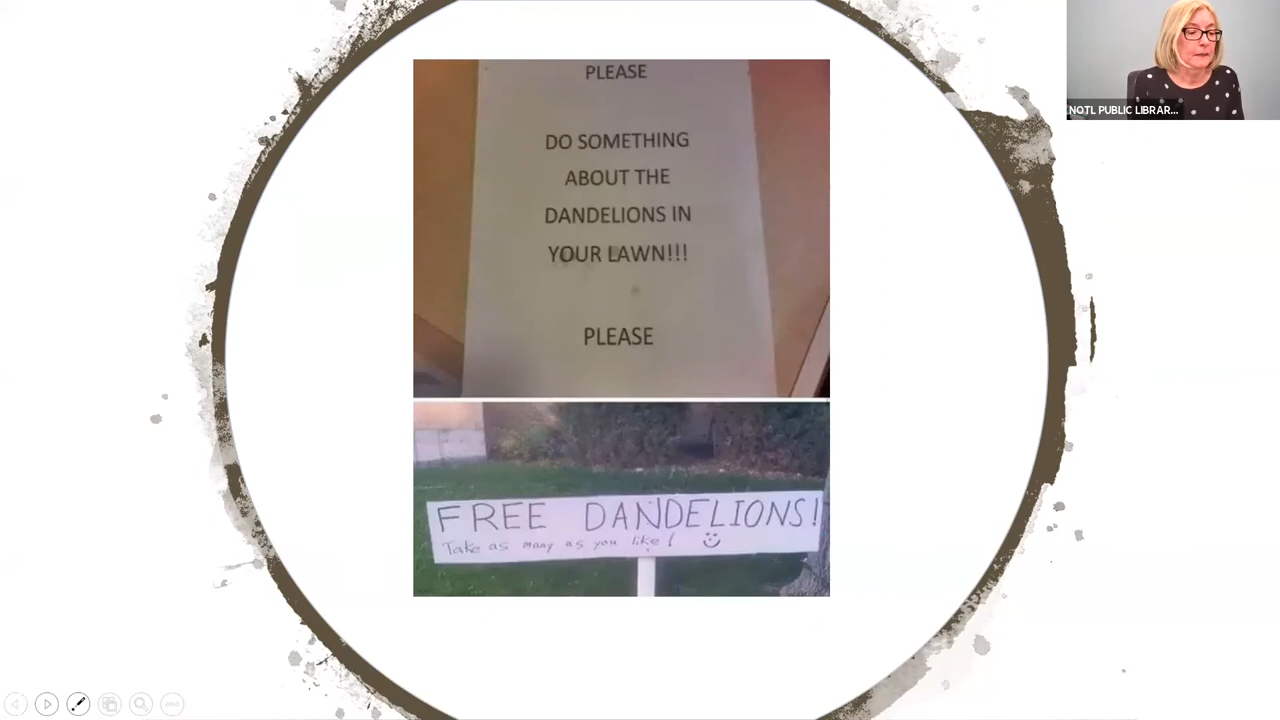 PLEASE
DO SOMETHING
ABOUT THE
DANDELIONS IN
YOUR LAWN!!!
PLEASE
FREE DANDELIONS!
Take as many as you like!
NOTL PUBLIC LIBRAR...